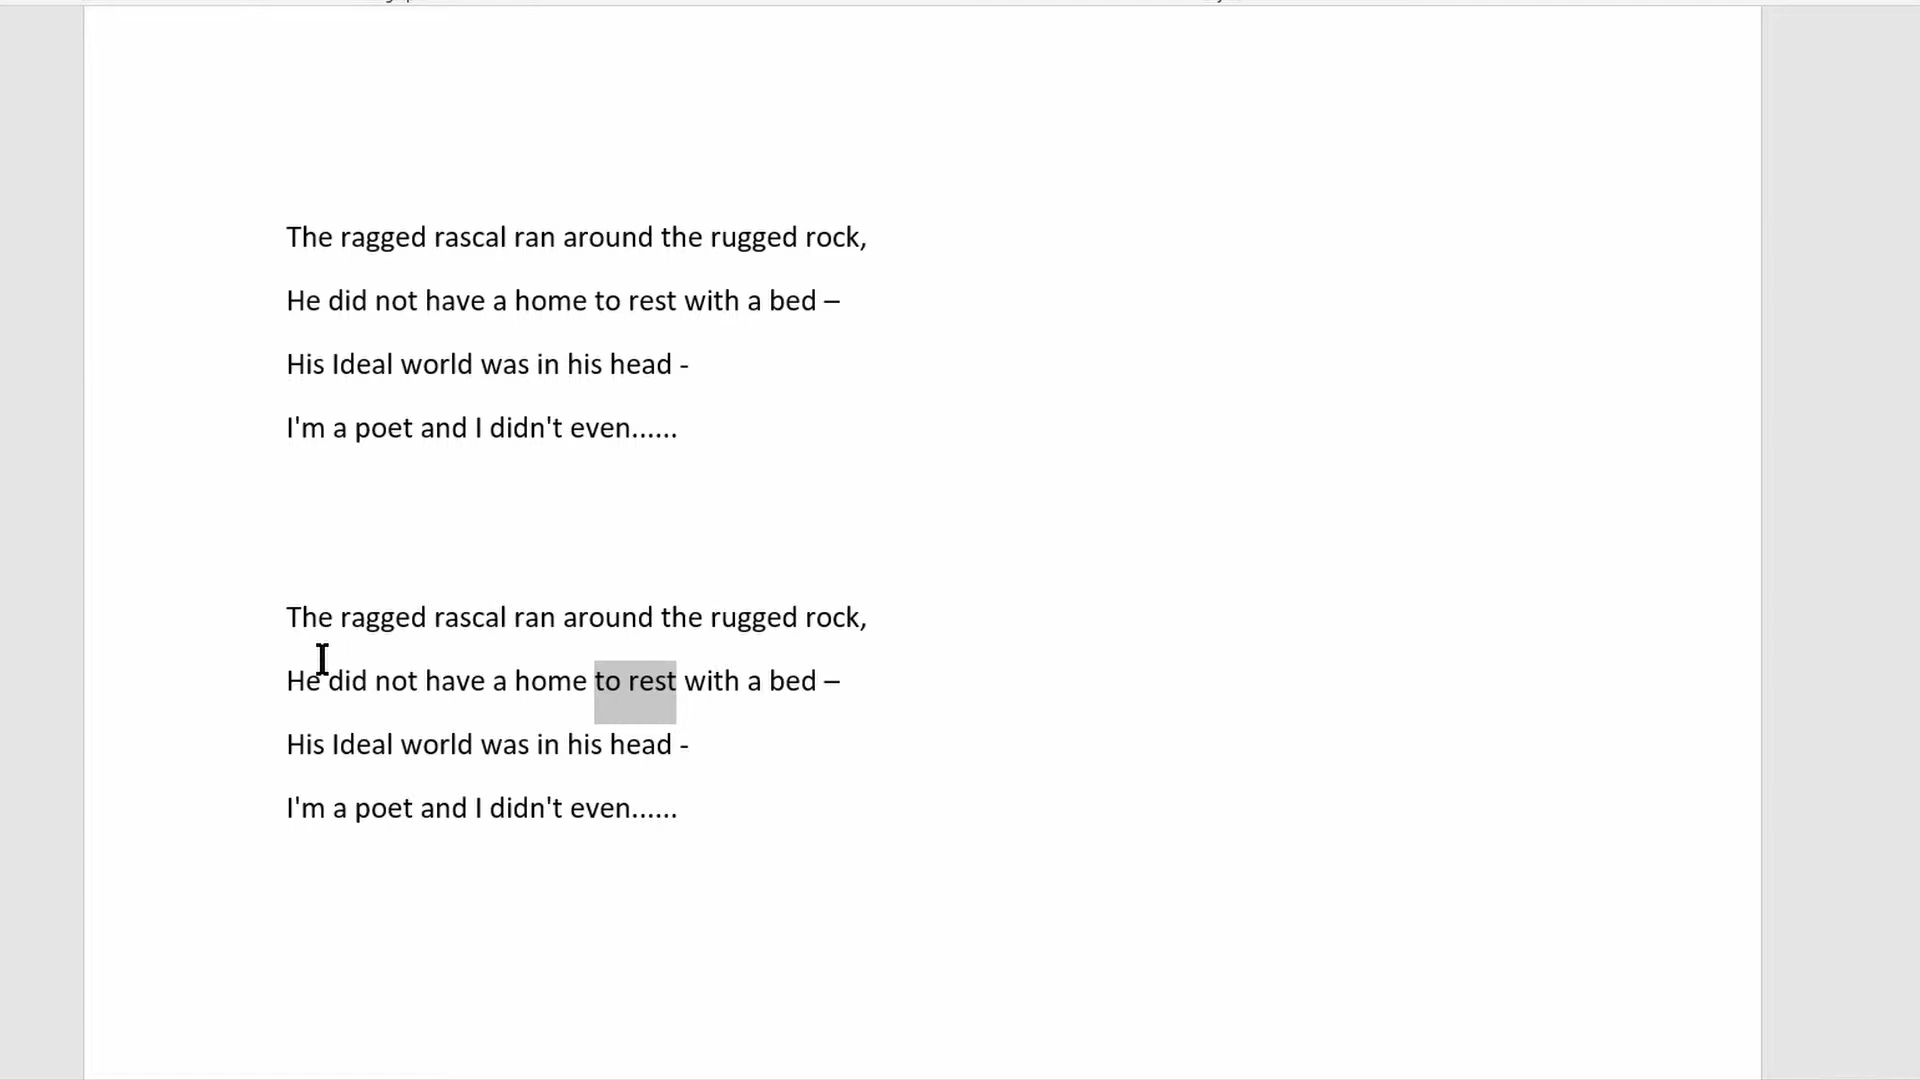 The ragged rascal ran around the rugged rock,
He did not have a home to rest with a bed –
His Ideal world was in his head -
I'm a poet and I didn't even......
The ragged rascal ran around the rugged rock,
He did not have a home to rest with a bed –
His Ideal world was in his head -
I'm a poet and I didn't even......